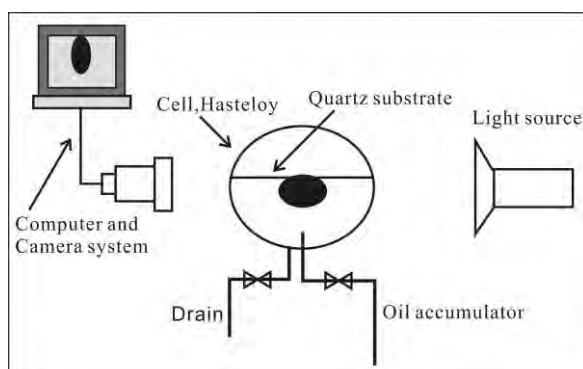 Cell,Hasteloy
Quartz substrate
Light source
Computer and
Camera system
Drain
Oil accumulator